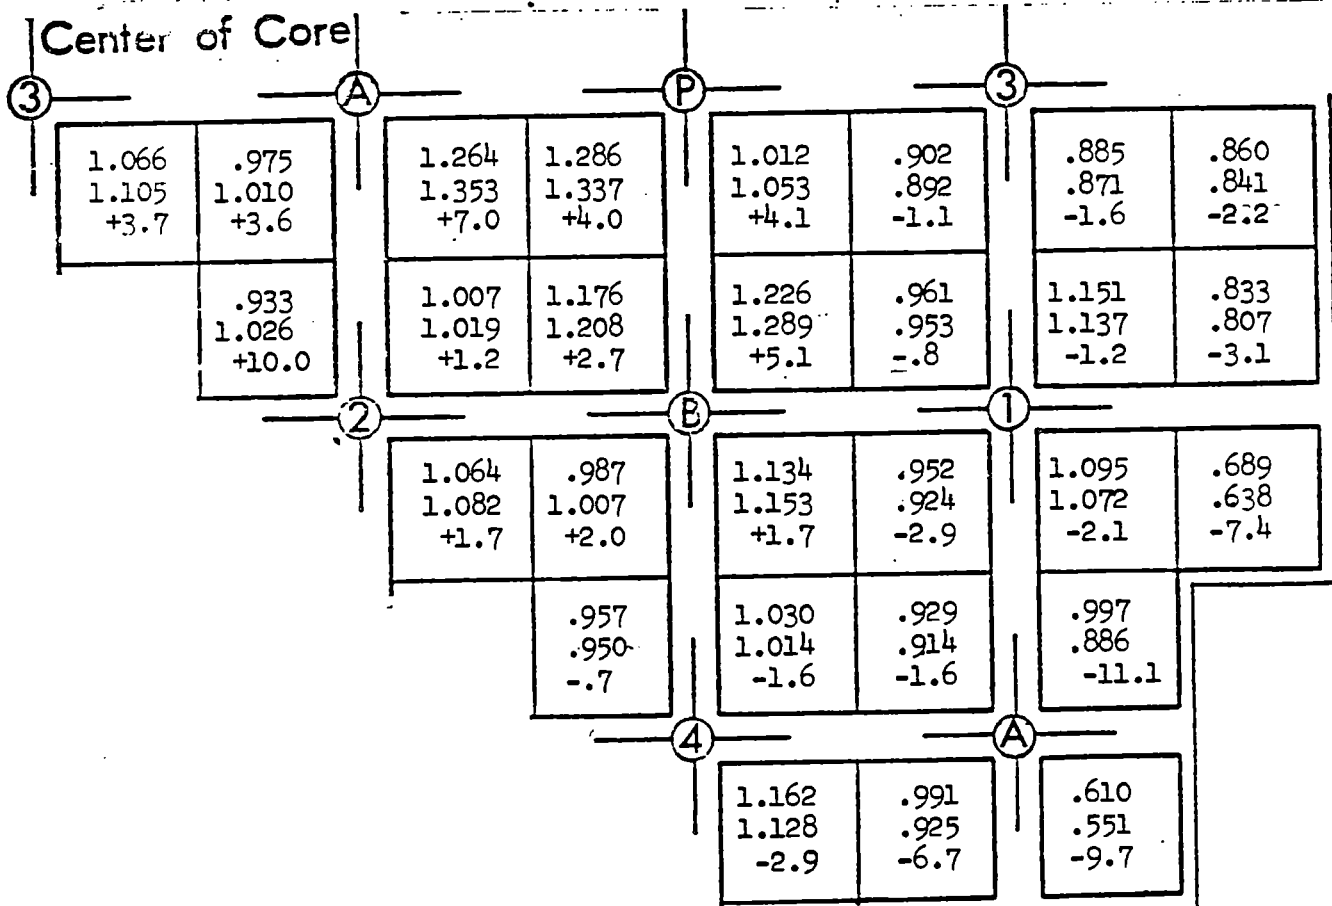 Center of Core
3 A P 3
1.066 .975 1.264 1.286 1.012 .902 .885 .860
1.105 1.010 1.353 1.337 1.053 .892 .871 .841
+3.7 +3.6 +7.0 +4.0 +4.1 -1.1 -1.6 -2.2
.933 1.007 1.176 1.226 .961 1.151 .833
1.026 1.019 1.208 1.289 .953 1.137 .807
+10.0 +1.2 +2.7 +5.1 -.8 -1.2 -3.1
2 B 1
1.064 .987 1.134 .952 1.095 .689
1.082 1.007 1.153 .924 1.072 .638
+1.7 +2.0 +1.7 -2.9 -2.1 -7.4
.957 1.030 .929 .997
.950 1.014 .914 .886
-.7 -1.6 -1.6 -11.1
4 A
1.162 .991 .610
1.128 .925 .551
-2.9 -6.7 -9.7